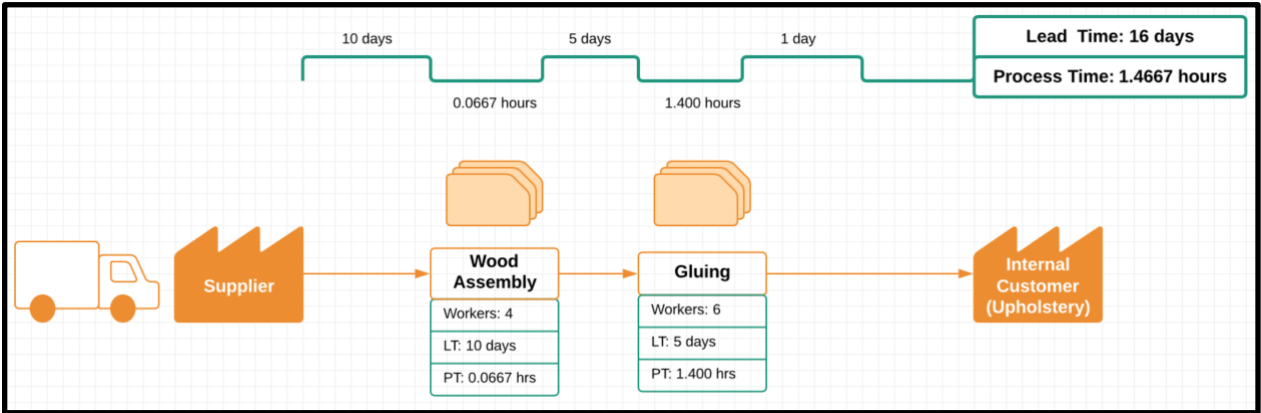 10 days
5 days
1 day
Lead Time: 16 days
Process Time: 1.4667 hours
0.0667 hours
1.400 hours
Supplier
Wood
Assembly
Workers: 4
LT: 10 days
PT: 0.0667 hrs
Gluing
Workers: 6
LT: 5 days
PT: 1.400 hrs
Internal
Customer
(Upholstery)